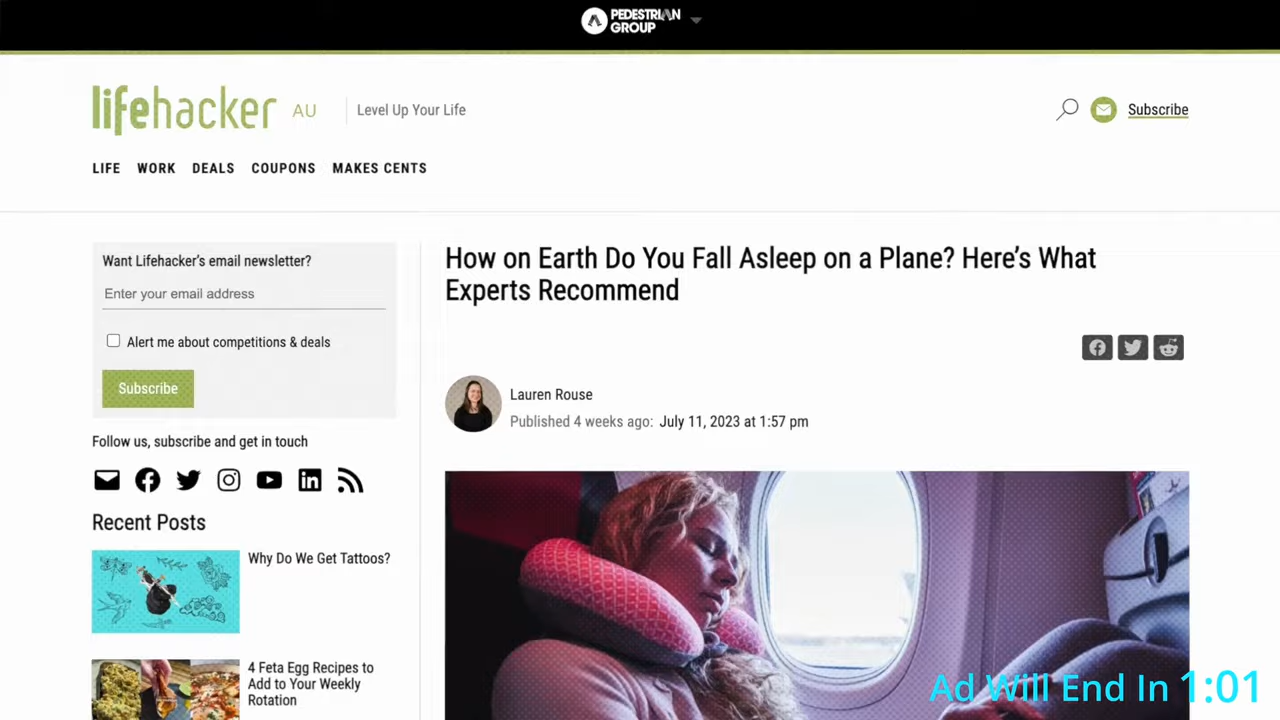 PEDESTRIAN
GROUP
lifehacker AU
Level Up Your Life
Subscribe
LIFE WORK DEALS COUPONS MAKES CENTS
Want Lifehacker's email newsletter?
Enter your email address
Alert me about competitions & deals
Subscribe
Follow us, subscribe and get in touch
Recent Posts
Why Do We Get Tattoos?
4 Feta Egg Recipes to
Add to Your Weekly
Rotation
How on Earth Do You Fall Asleep on a Plane? Here's What
Experts Recommend
Lauren Rouse
Published 4 weeks ago: July 11, 2023 at 1:57 pm
Ad Will End In 1:01